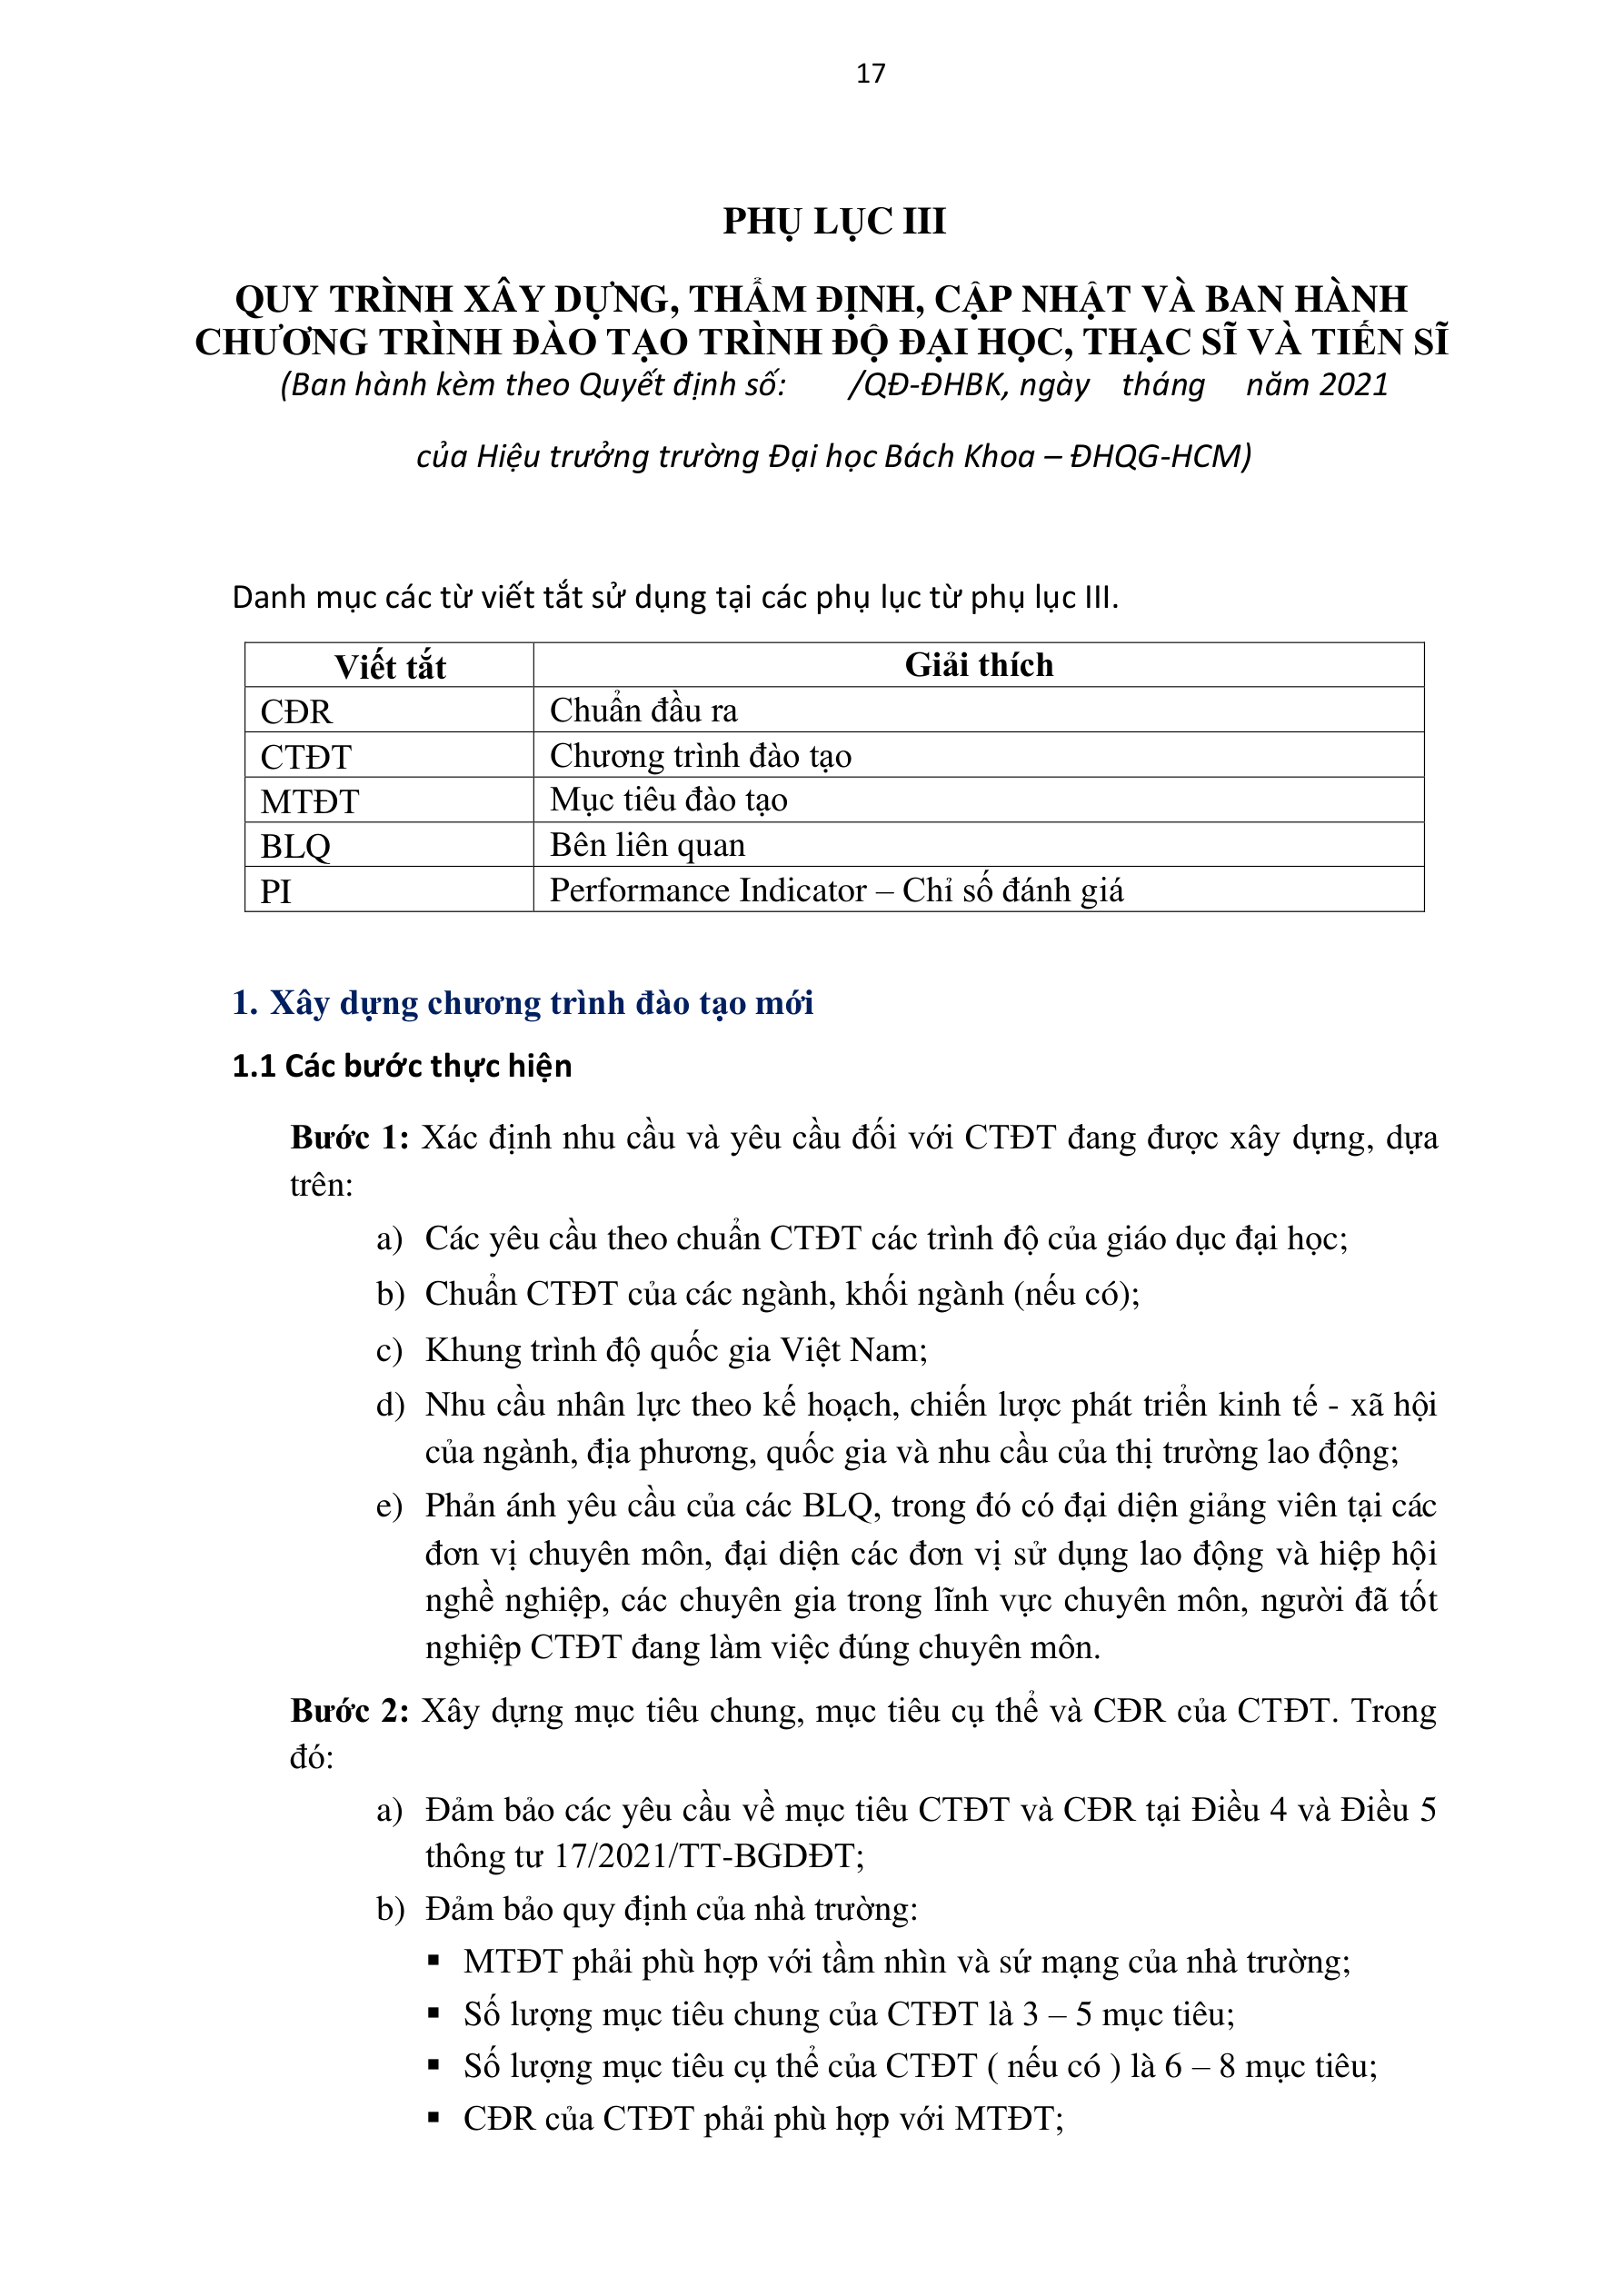 17
PHỤ LỤC III
QUY TRÌNH XÂY DỰNG, THẨM ĐỊNH, CẬP NHẬT VÀ BAN HÀNH
CHƯƠNG TRÌNH ĐÀO TẠO TRÌNH ĐỘ ĐẠI HỌC, THẠC SĨ VÀ TIẾN SĨ
(Ban hành kèm theo Quyết định số: /QĐ-ĐHBK, ngày tháng năm 2021
của Hiệu trưởng trường Đại học Bách Khoa – ĐHQG-HCM)
Danh mục các từ viết tắt sử dụng tại các phụ lục từ phụ lục III.
Viết tắt Giải thích
CĐR Chuẩn đầu ra
CTĐT Chương trình đào tạo
MTĐT Mục tiêu đào tạo
BLQ Bên liên quan
PI Performance Indicator – Chỉ số đánh giá
1. Xây dựng chương trình đào tạo mới
1.1 Các bước thực hiện
Bước 1: Xác định nhu cầu và yêu cầu đối với CTĐT đang được xây dựng, dựa
trên:
a) Các yêu cầu theo chuẩn CTĐT các trình độ của giáo dục đại học;
b) Chuẩn CTĐT của các ngành, khối ngành (nếu có);
c) Khung trình độ quốc gia Việt Nam;
d) Nhu cầu nhân lực theo kế hoạch, chiến lược phát triển kinh tế - xã hội
của ngành, địa phương, quốc gia và nhu cầu của thị trường lao động;
e) Phản ánh yêu cầu của các BLQ, trong đó có đại diện giảng viên tại các
đơn vị chuyên môn, đại diện các đơn vị sử dụng lao động và hiệp hội
nghề nghiệp, các chuyên gia trong lĩnh vực chuyên môn, người đã tốt
nghiệp CTĐT đang làm việc đúng chuyên môn.
Bước 2: Xây dựng mục tiêu chung, mục tiêu cụ thể và CĐR của CTĐT. Trong
đó:
a) Đảm bảo các yêu cầu về mục tiêu CTĐT và CĐR tại Điều 4 và Điều 5
thông tư 17/2021/TT-BGDĐT;
b) Đảm bảo quy định của nhà trường:
▪ MTĐT phải phù hợp với tầm nhìn và sứ mạng của nhà trường;
▪ Số lượng mục tiêu chung của CTĐT là 3 – 5 mục tiêu;
▪ Số lượng mục tiêu cụ thể của CTĐT ( nếu có ) là 6 – 8 mục tiêu;
▪ CĐR của CTĐT phải phù hợp với MTĐT;